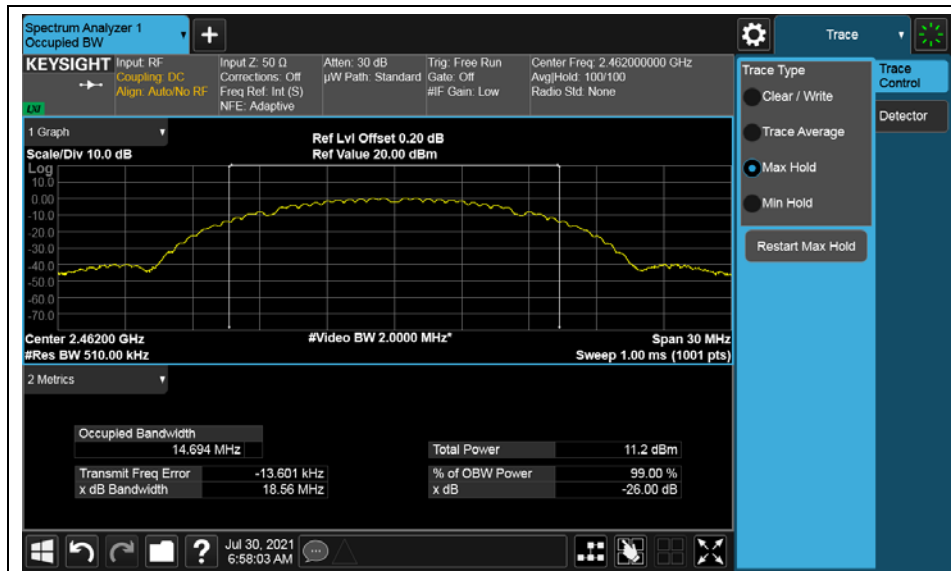 Spectrum Analyzer 1
Occupied BW
+
Trace
KEYSIGHT
LXI
Input: RF
Coupling: DC
Align: Auto/No RF
Input Z: 50 Ω
Corrections: Off
Freq Ref: Int (S)
NFE: Adaptive
Atten: 30 dB
µW Path: Standard
Trig: Free Run
Gate: Off
#IF Gain: Low
Center Freq: 2.462000000 GHz
Avg|Hold: 100/100
Radio Std: None
1 Graph
Scale/Div 10.0 dB
Ref Lvl Offset 0.20 dB
Ref Value 20.00 dBm
Log
10.0
0.00
-10.0
-20.0
-30.0
-40.0
-50.0
-60.0
-70.0
Center 2.46200 GHz
#Res BW 510.00 kHz
#Video BW 2.0000 MHz*
Span 30 MHz
Sweep 1.00 ms (1001 pts)
2 Metrics
Occupied Bandwidth
14.694 MHz
Total Power 11.2 dBm
Transmit Freq Error -13.601 kHz
% of OBW Power 99.00 %
x dB Bandwidth 18.56 MHz
x dB -26.00 dB
?
Jul 30, 2021
6:58:03 AM
Trace Type
Clear / Write
Trace Average
Max Hold
Min Hold
Restart Max Hold
Trace
Control
Detector